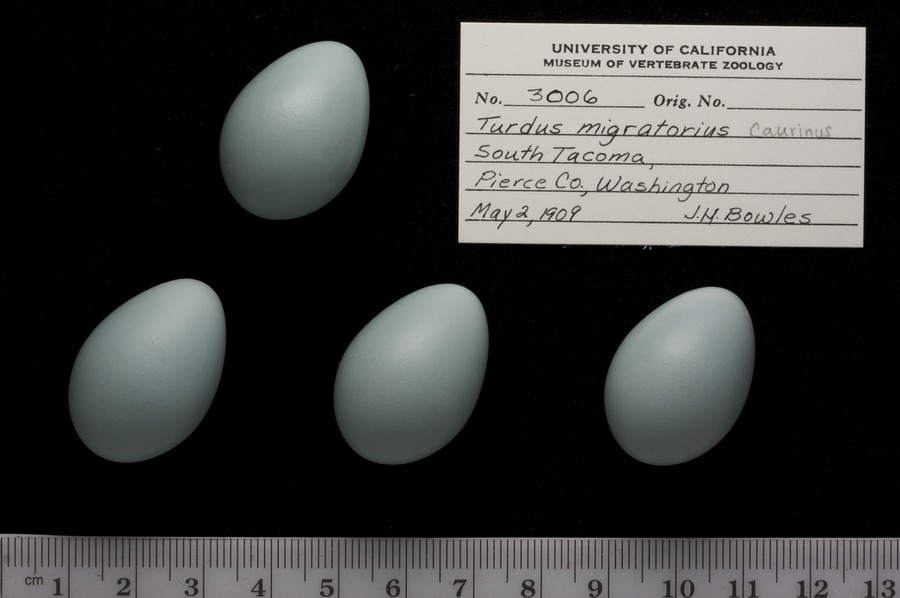 UNIVERSITY OF CALIFORNIA
MUSEUM OF VERTEBRATE ZOOLOGY
No. 3006 Orig. No.
Turdus migratorius caurinus
South Tacoma,
Pierce Co., Washington
May 2, 1909 J.H. Bowles
cm 1 2 3 4 5 6 7 8 9 10 11 12 13